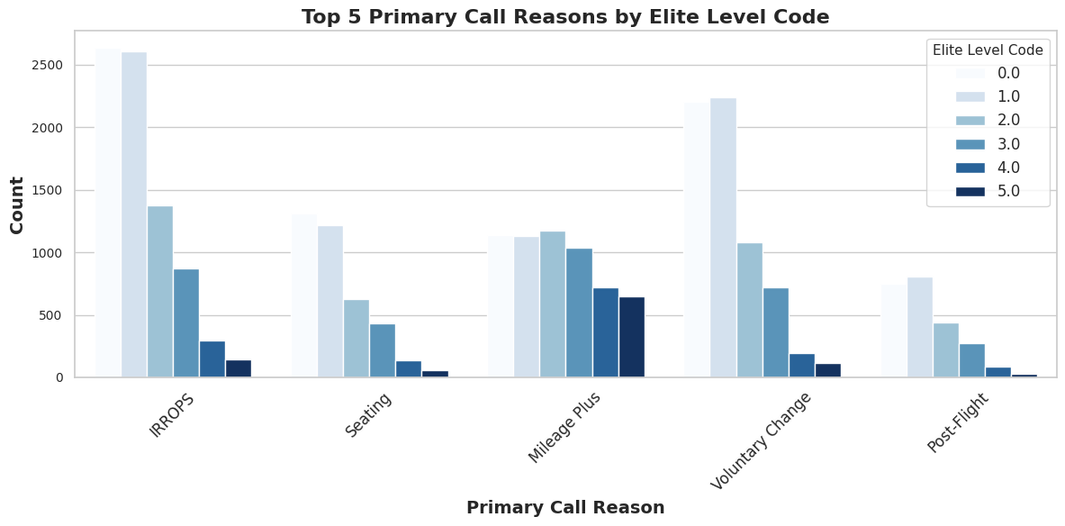 Top 5 Primary Call Reasons by Elite Level Code
Elite Level Code
0.0
1.0
2.0
3.0
4.0
5.0
Count
2500
2000
1500
1000
500
0
IRROPS
Seating
Mileage Plus
Voluntary Change
Post-Flight
Primary Call Reason